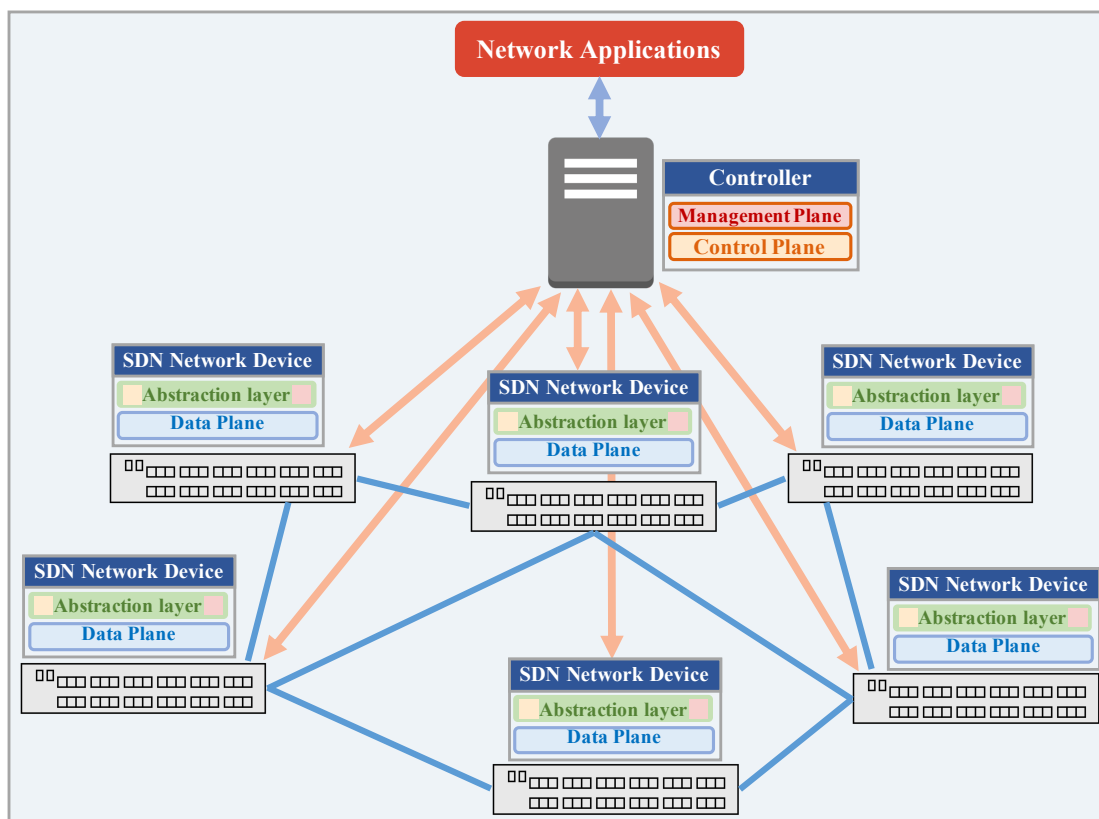 Network Applications
Controller
Management Plane
Control Plane
SDN Network Device
Abstraction layer
Data Plane
SDN Network Device
Abstraction layer
Data Plane
SDN Network Device
Abstraction layer
Data Plane
SDN Network Device
Abstraction layer
Data Plane
SDN Network Device
Abstraction layer
Data Plane
SDN Network Device
Abstraction layer
Data Plane